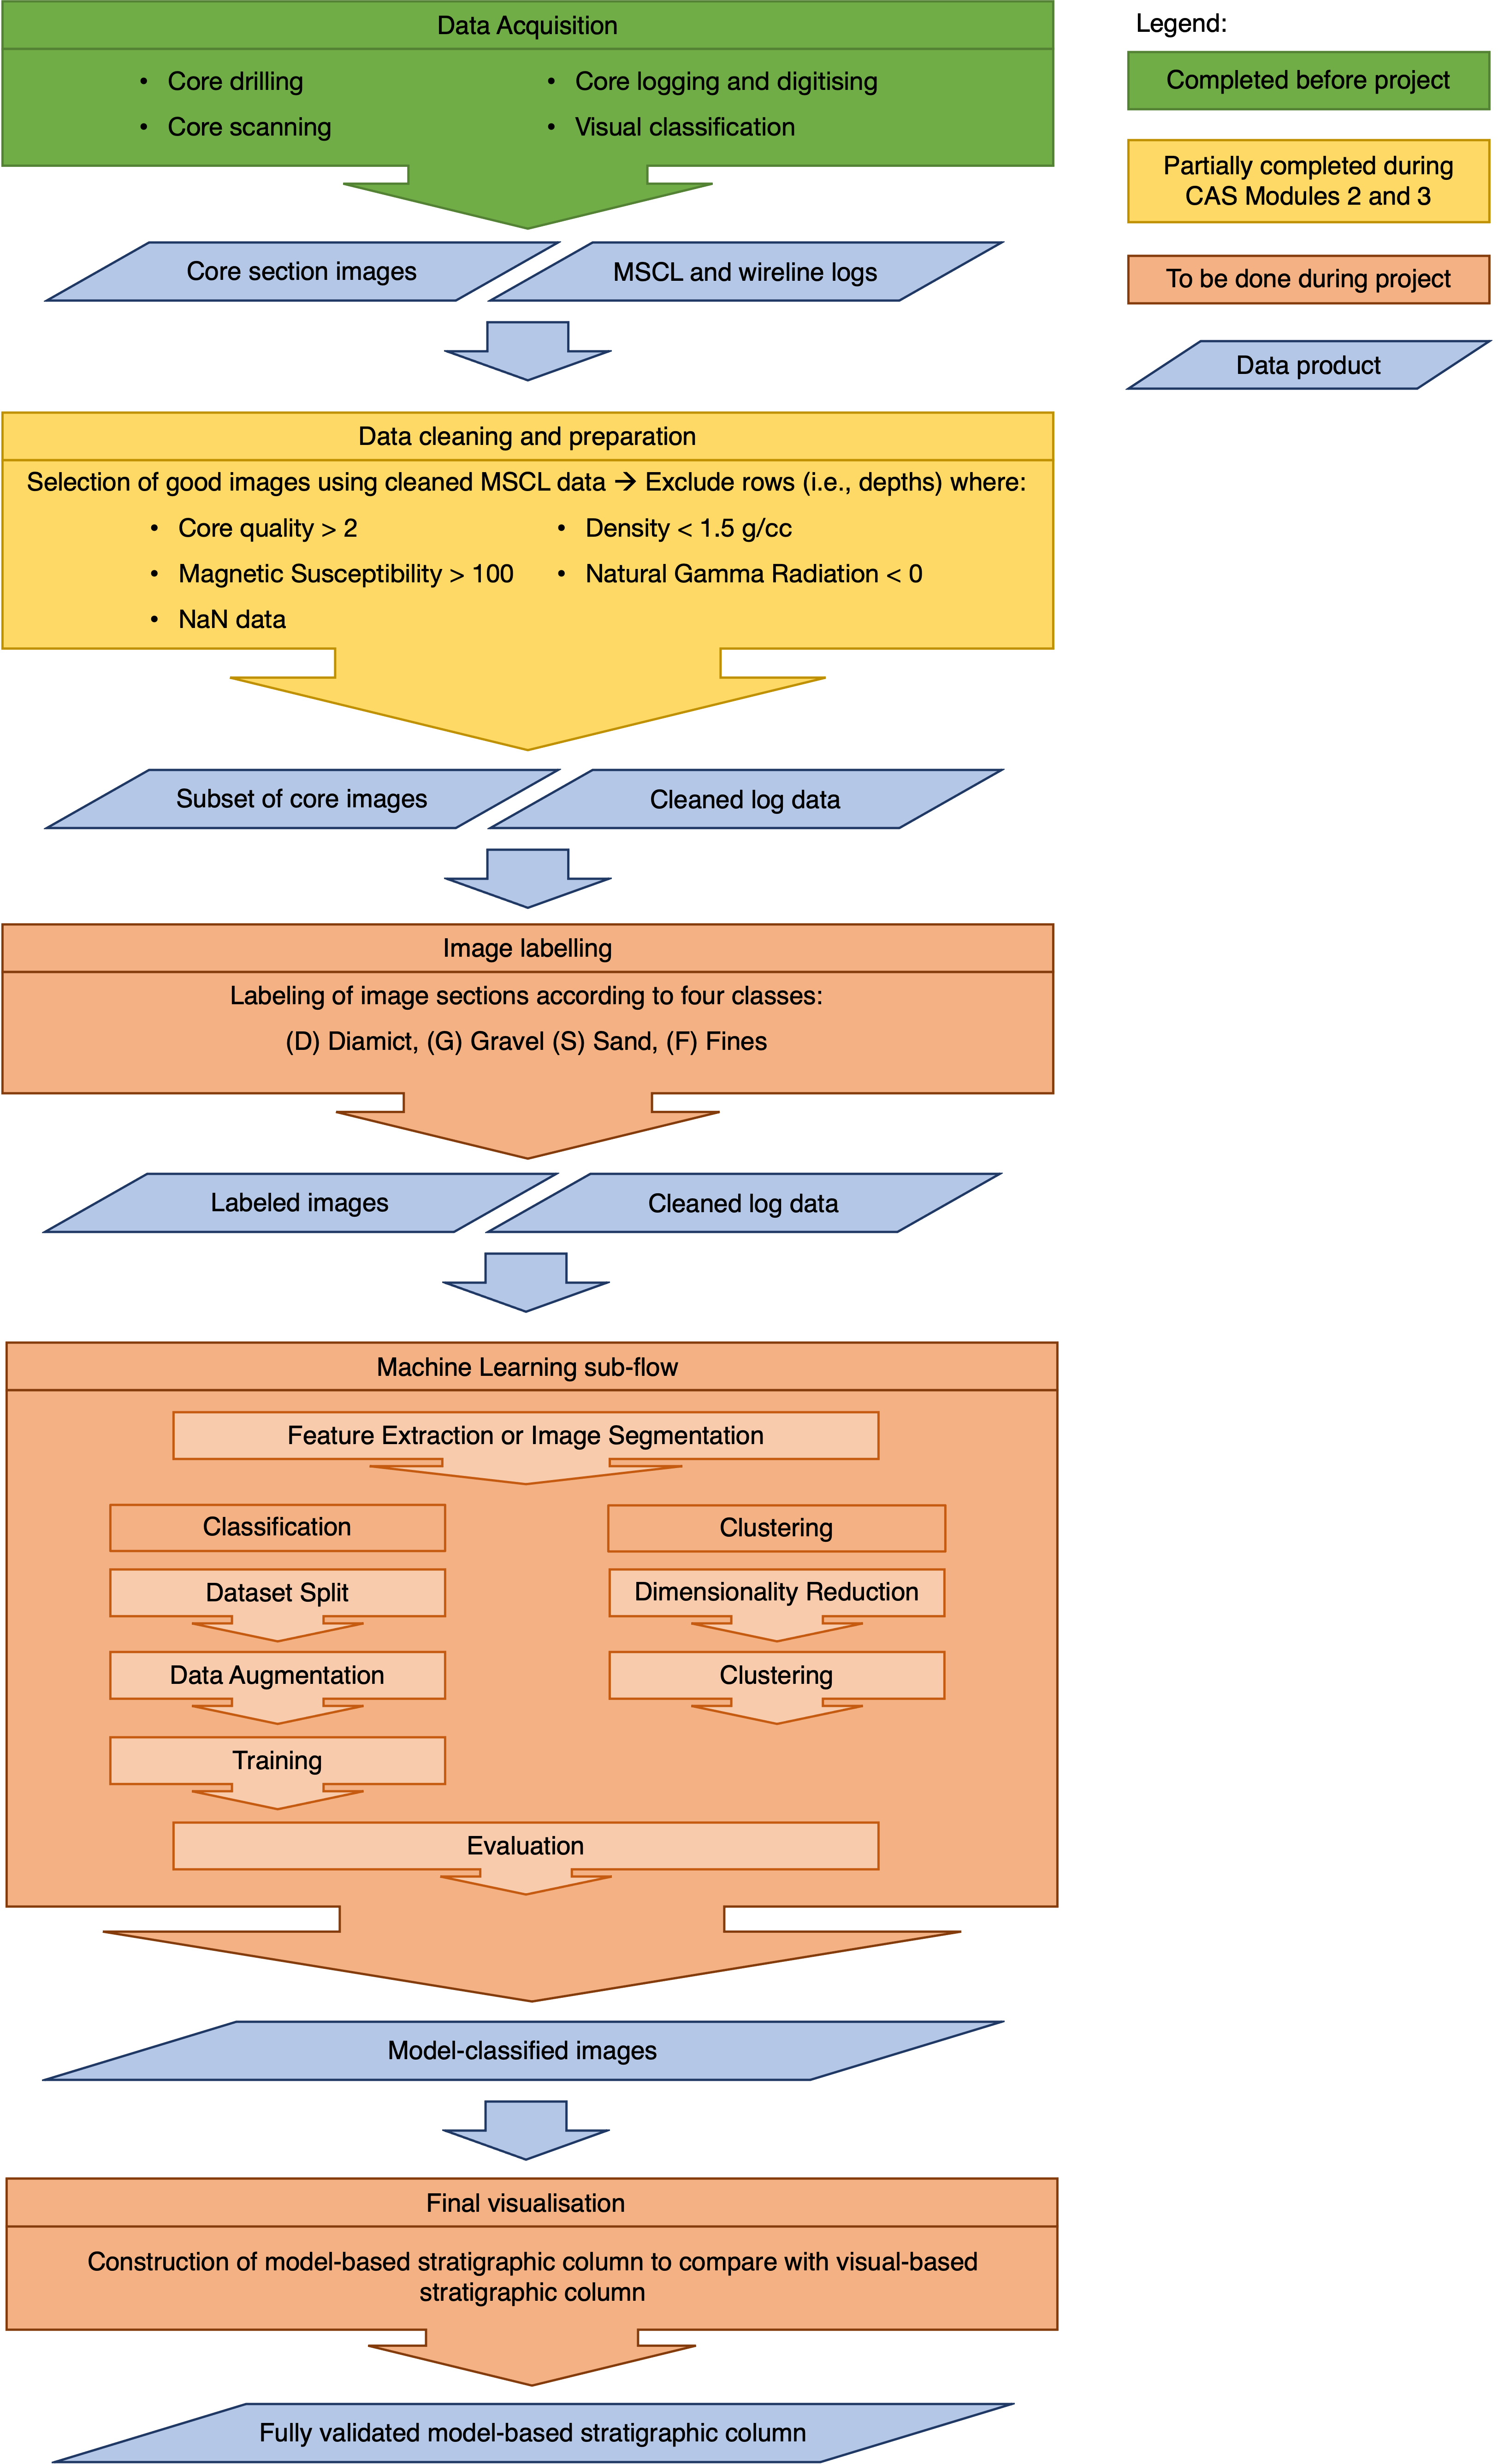 Data Acquisition
• Core drilling
• Core scanning
• Core logging and digitising
• Visual classification
Legend:
Completed before project
Partially completed during
CAS Modules 2 and 3
To be done during project
Data product
Core section images
MSCL and wireline logs
Data cleaning and preparation
Selection of good images using cleaned MSCL data → Exclude rows (i.e., depths) where:
• Core quality > 2
• Magnetic Susceptibility > 100
• NaN data
• Density < 1.5 g/cc
• Natural Gamma Radiation < 0
Subset of core images
Cleaned log data
Image labelling
Labeling of image sections according to four classes:
(D) Diamict, (G) Gravel (S) Sand, (F) Fines
Labeled images
Cleaned log data
Machine Learning sub-flow
Feature Extraction or Image Segmentation
Classification
Dataset Split
Data Augmentation
Training
Clustering
Dimensionality Reduction
Clustering
Evaluation
Model-classified images
Final visualisation
Construction of model-based stratigraphic column to compare with visual-based
stratigraphic column
Fully validated model-based stratigraphic column